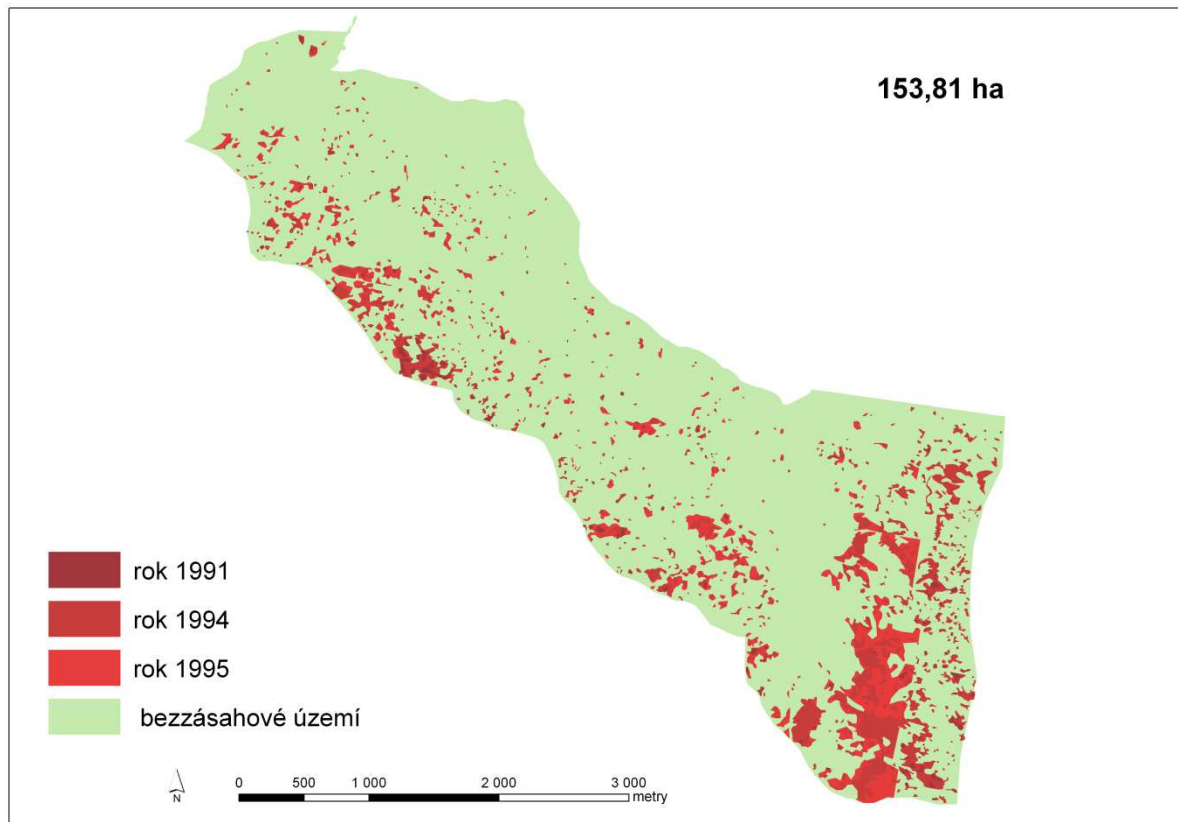 153,81 ha
rok 1991
rok 1994
rok 1995
bezzásahové území
N
0 500 1 000 2 000 3 000
metry